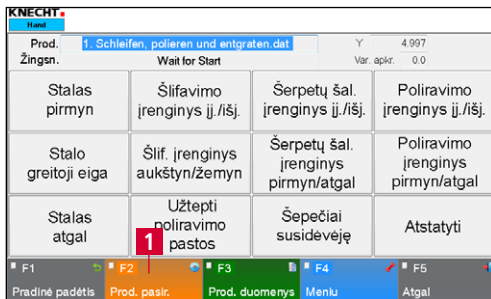 KNECHT
Hand
Prod. 1. Schleifen, polieren und entgraten.dat Y 4.997
Žingsn. Wait for Start Var. apkr. 0.0
Stalas
pirmyn
Šlifavimo
įrenginys įj./išj.
Šerpetų šal.
įrenginys įj./išj.
Poliravimo
įrenginys įj./išj.
Stalo
greitoji eiga
Šlif. įrenginys
aukštyn/žemyn
Šerpetų šal.
įrenginys
pirmyn/atgal
Poliravimo
įrenginys
pirmyn/atgal
Stalas
atgal
Užtepti
poliravimo
pastos
Šepečiai
susidėvėję
Atstatyti
1
F1 F2 F3 F4 F5
Pradinė padėtis Prod. pasir. Prod. duomenys Meniu Atgal